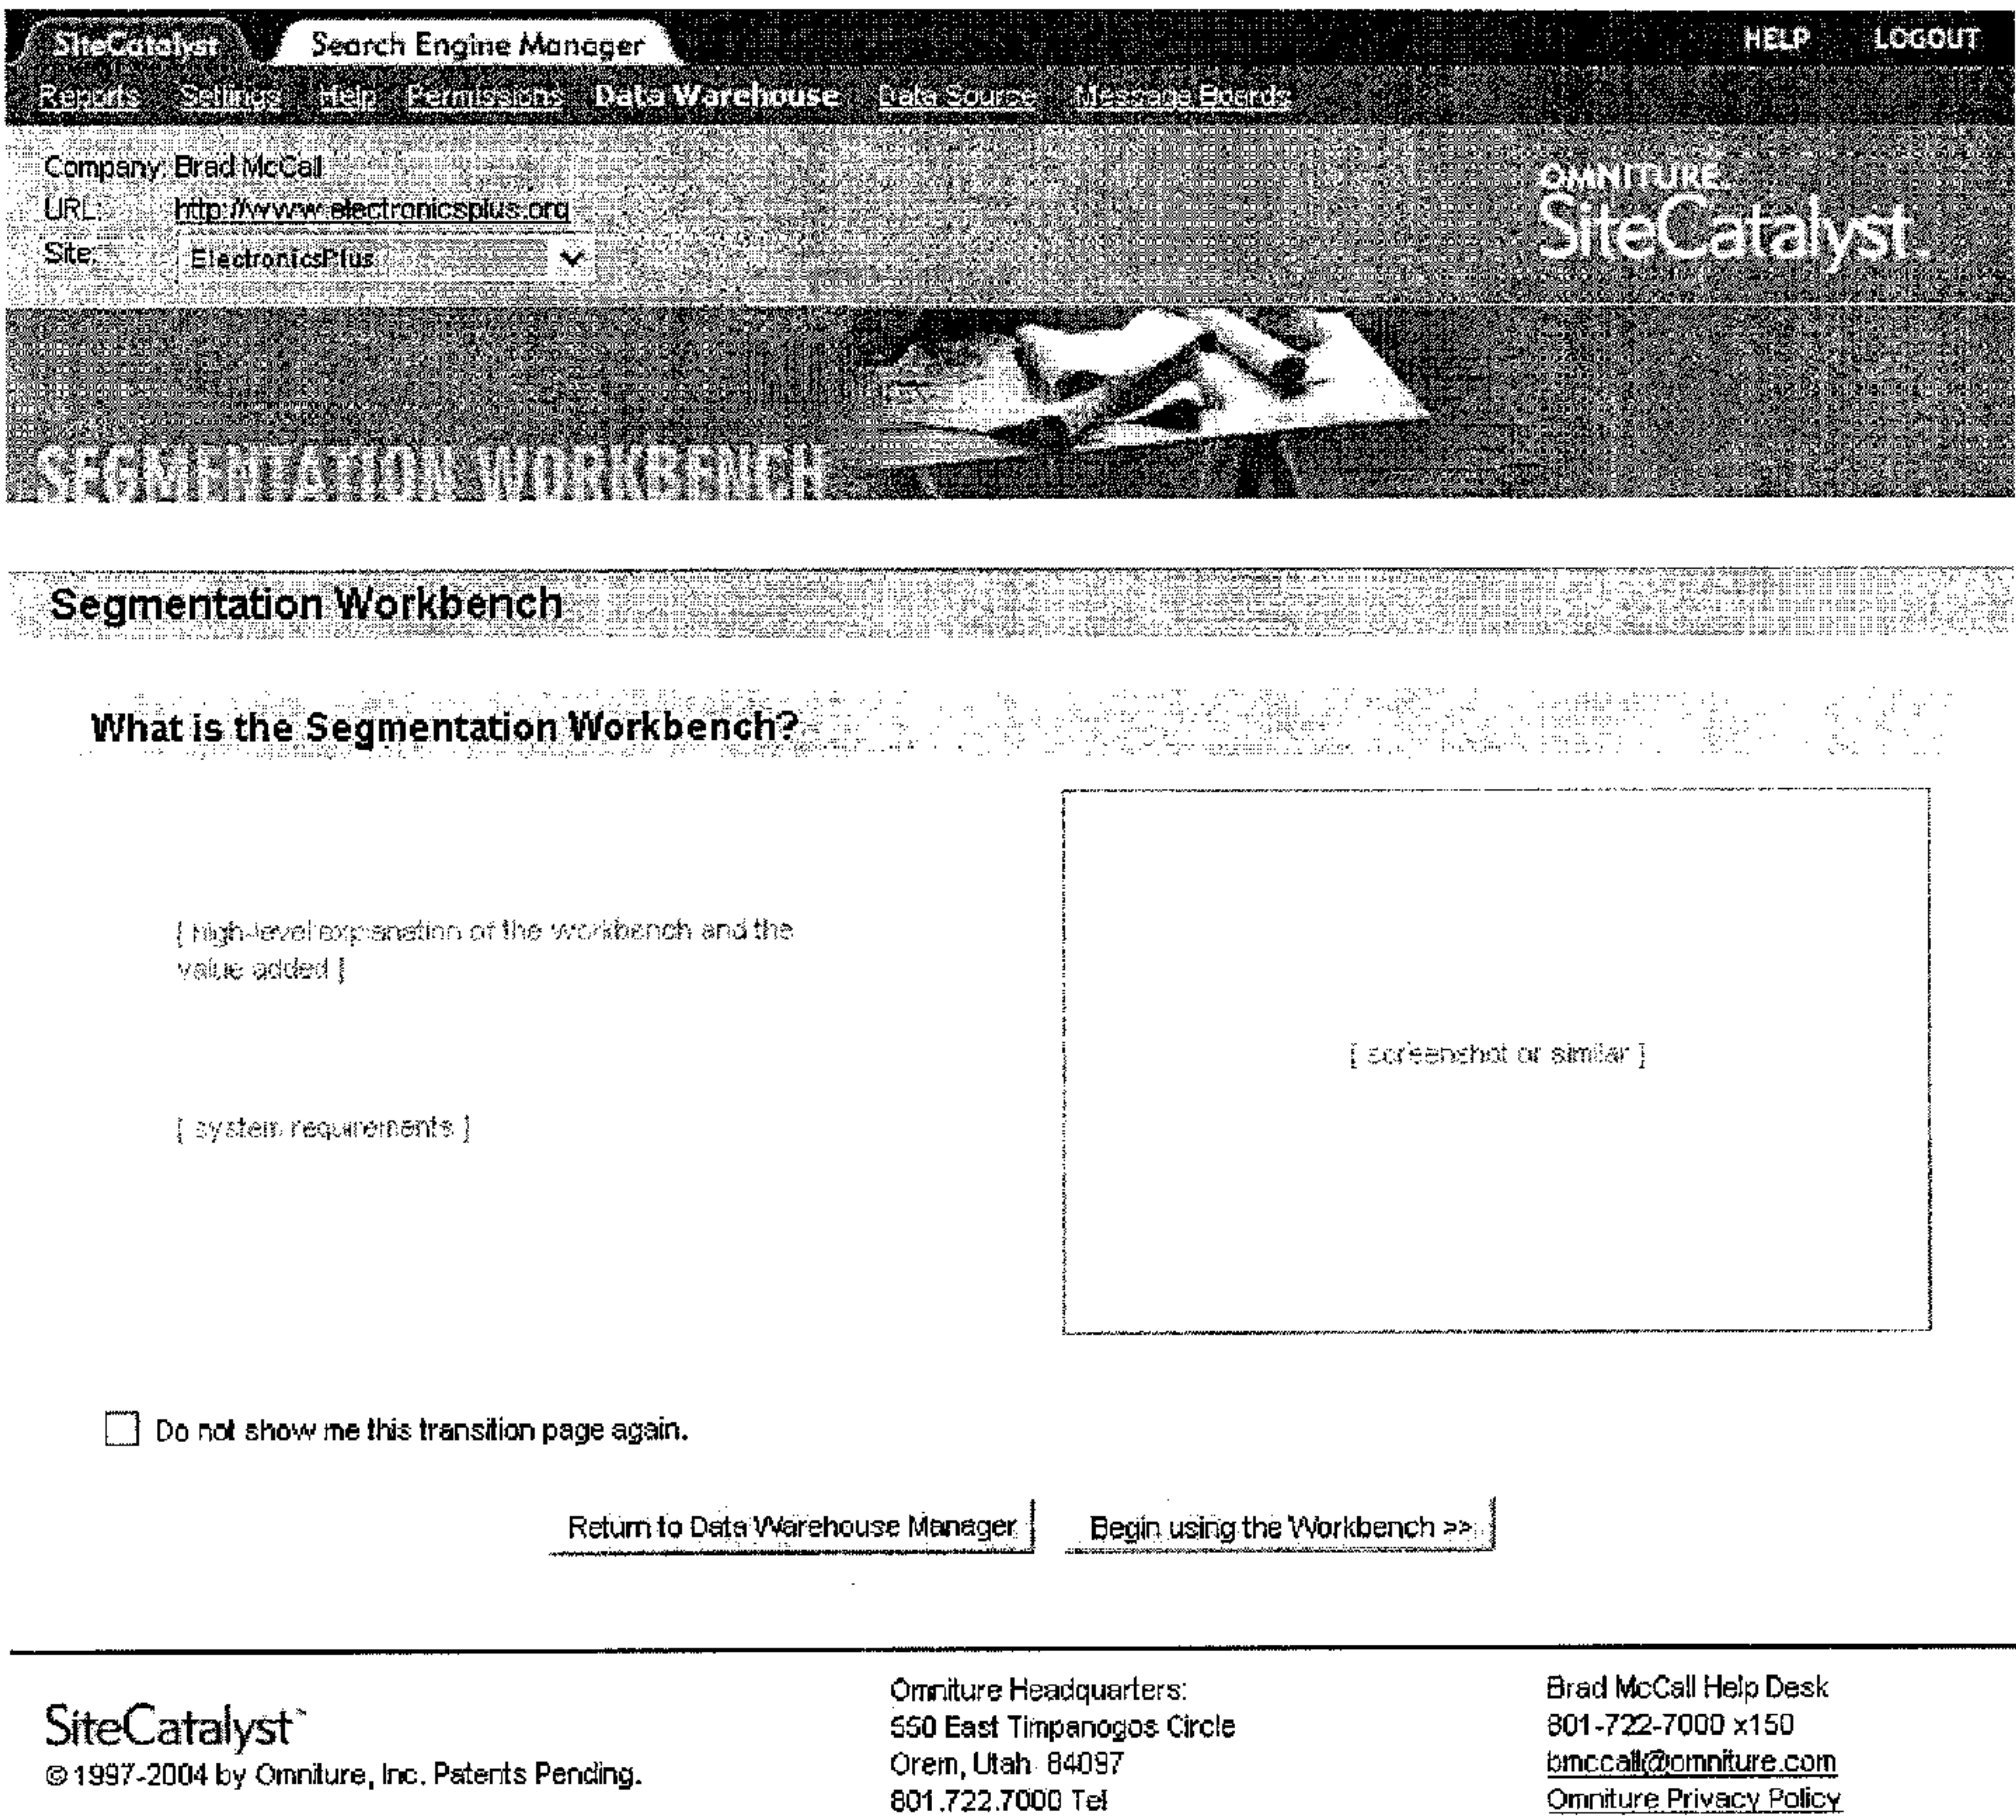 SiteCatalyst Search Engine Manager HELP LOGOUT
Reports Settings Help Permissions Data Warehouse Data Source Message Boards
Company: Brad McCall
URL: http://www.electronicsplus.org
Site: ElectronicsPlus
OMNITURE
SiteCatalyst
SEGMENTATION WORKBENCH
Segmentation Workbench
What is the Segmentation Workbench?
[ high-level explanation of the workbench and the
value added ]
[ screenshot or similar ]
[ system requirements ]
Do not show me this transition page again.
Return to Data Warehouse Manager Begin using the Workbench >>
SiteCatalyst™
© 1997-2004 by Omniture, Inc. Patents Pending.
Omniture Headquarters:
550 East Timpanogos Circle
Orem, Utah 84097
801.722.7000 Tel
Brad McCall Help Desk
801-722-7000 x150
bmccall@omniture.com
Omniture Privacy Policy